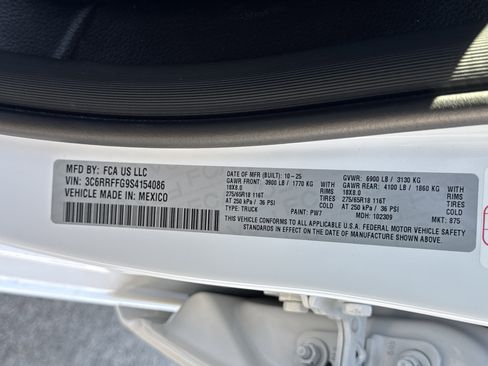 MFD BY: FCA US LLC
VIN: 3C6RRFFG9S4154086
VEHICLE MADE IN: MEXICO
DATE OF MFR (BUILT): 10-25 GVWR: 6900 LB / 3130 KG
GAWR FRONT: 3900 LB / 1770 KG WITH GAWR REAR: 4100 LB / 1860 KG WITH
18X8.0 RIMS 18X8.0 RIMS
275/65R18 116T TIRES 275/65R18 116T TIRES
AT 250 kPa / 36 PSI COLD AT 250 kPa / 36 PSI COLD
TYPE: TRUCK PAINT: PW7 MDH: 102309 MKT: 875
THIS VEHICLE CONFORMS TO ALL APPLICABLE U.S.A. FEDERAL MOTOR VEHICLE SAFETY
STANDARDS IN EFFECT ON THE DATE OF MANUFACTURE SHOWN ABOVE.